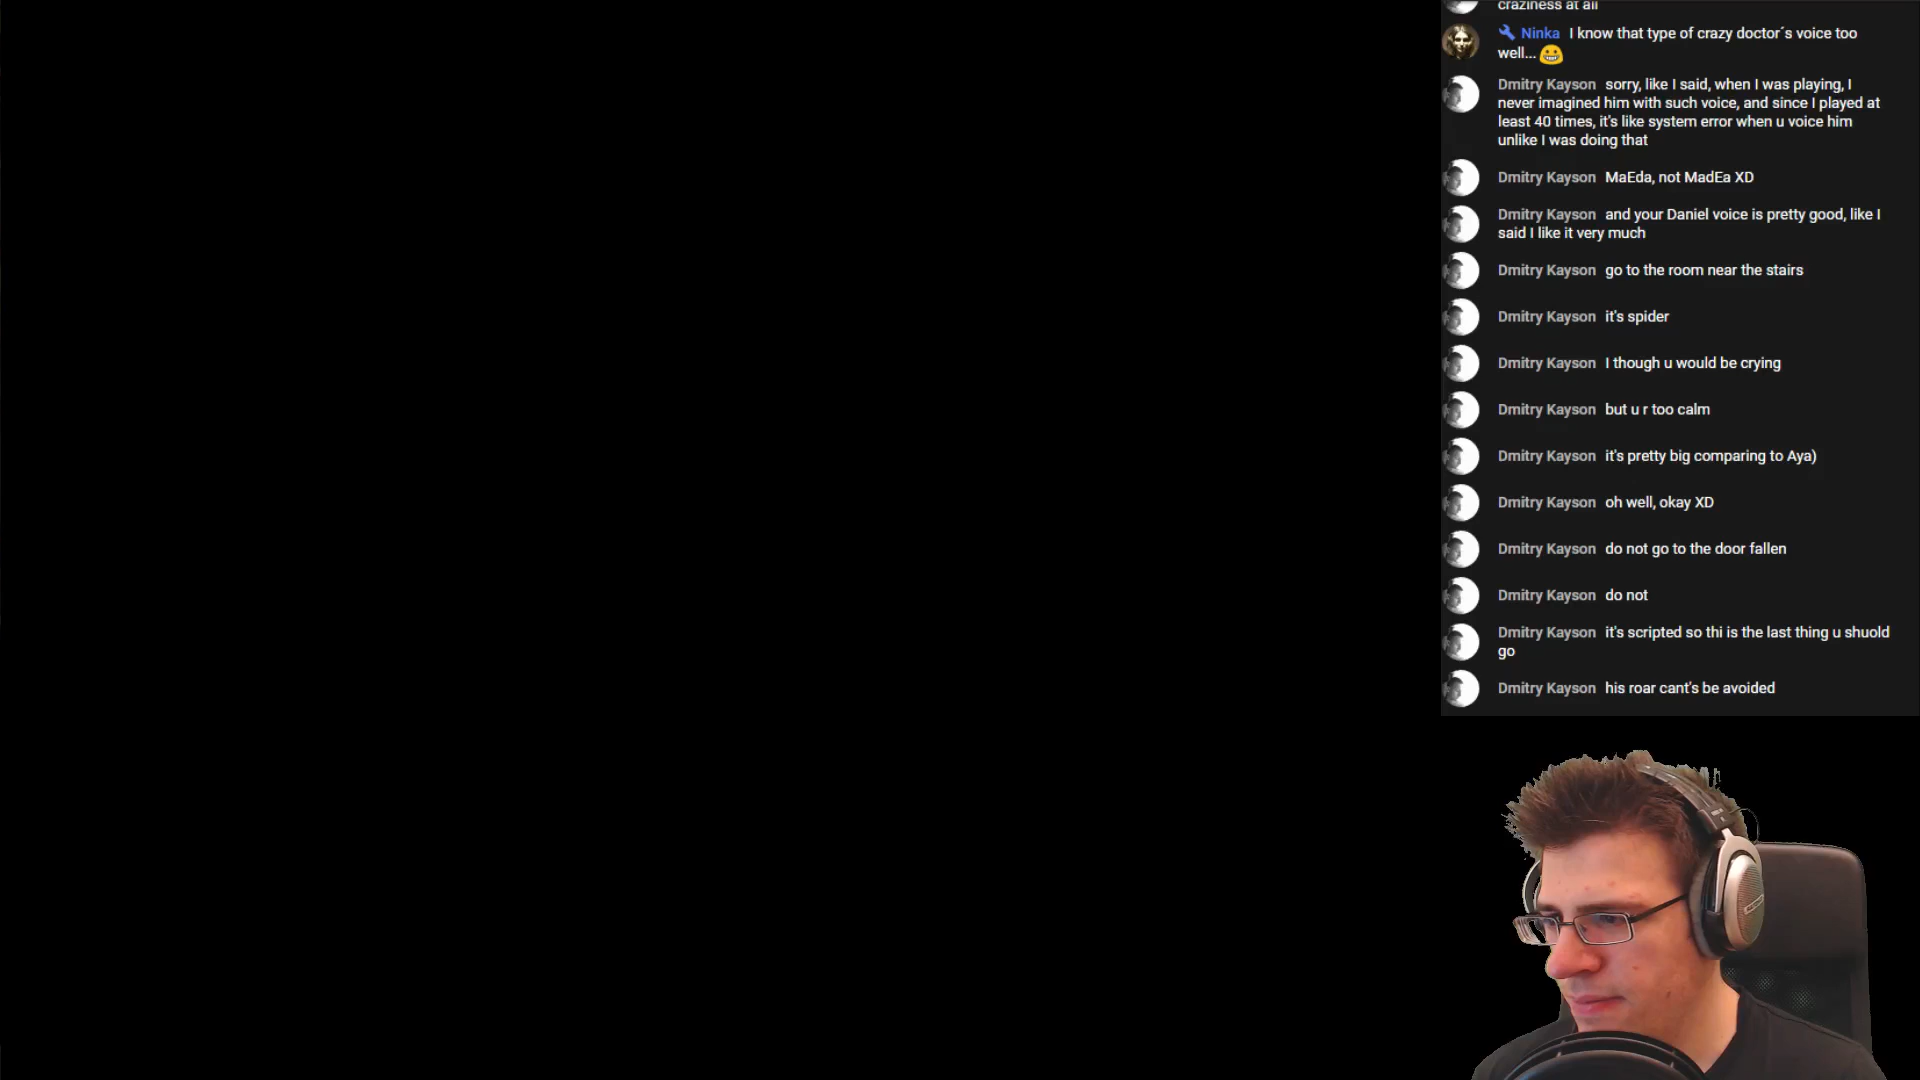 craziness at all
Ninka I know that type of crazy doctor´s voice too
well...
Dmitry Kayson sorry, like I said, when I was playing, I
never imagined him with such voice, and since I played at
least 40 times, it's like system error when u voice him
unlike I was doing that
Dmitry Kayson MaEda, not MadEa XD
Dmitry Kayson and your Daniel voice is pretty good, like I
said I like it very much
Dmitry Kayson go to the room near the stairs
Dmitry Kayson it's spider
Dmitry Kayson I though u would be crying
Dmitry Kayson but u r too calm
Dmitry Kayson it's pretty big comparing to Aya)
Dmitry Kayson oh well, okay XD
Dmitry Kayson do not go to the door fallen
Dmitry Kayson do not
Dmitry Kayson it's scripted so thi is the last thing u shuold
go
Dmitry Kayson his roar cant's be avoided